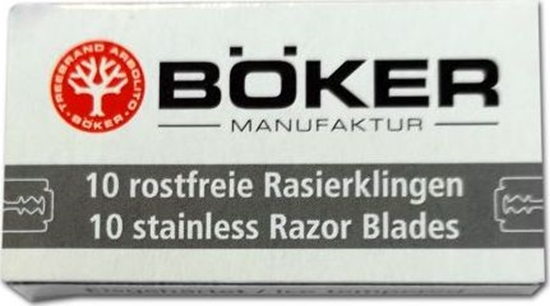 TREEBRAND ARBOLITO
· BÖKER ·
BÖKER
MANUFAKTUR
10 rostfreie Rasierklingen
10 stainless Razor Blades